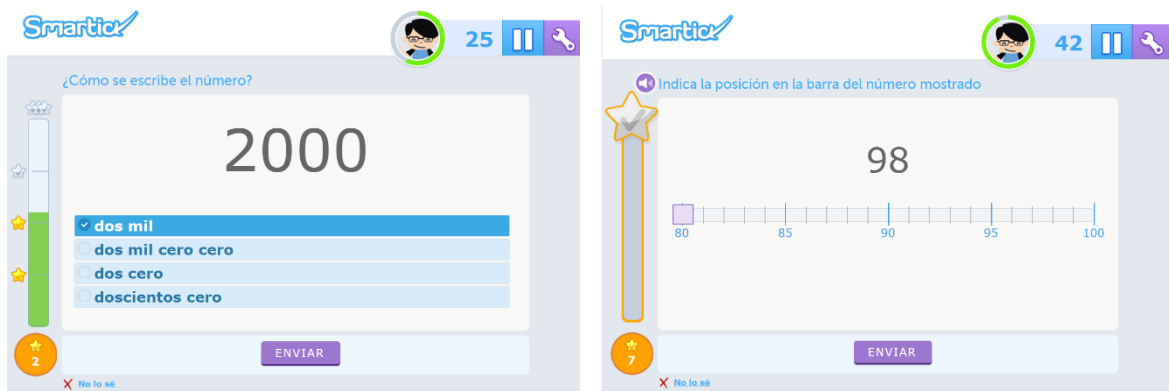 Smartick
25
¿Cómo se escribe el número?
2000
dos mil
dos mil cero cero
dos cero
doscientos cero
2
ENVIAR
No lo sé
Smartick
42
Indica la posición en la barra del número mostrado
98
80 85 90 95 100
7
ENVIAR
No lo sé